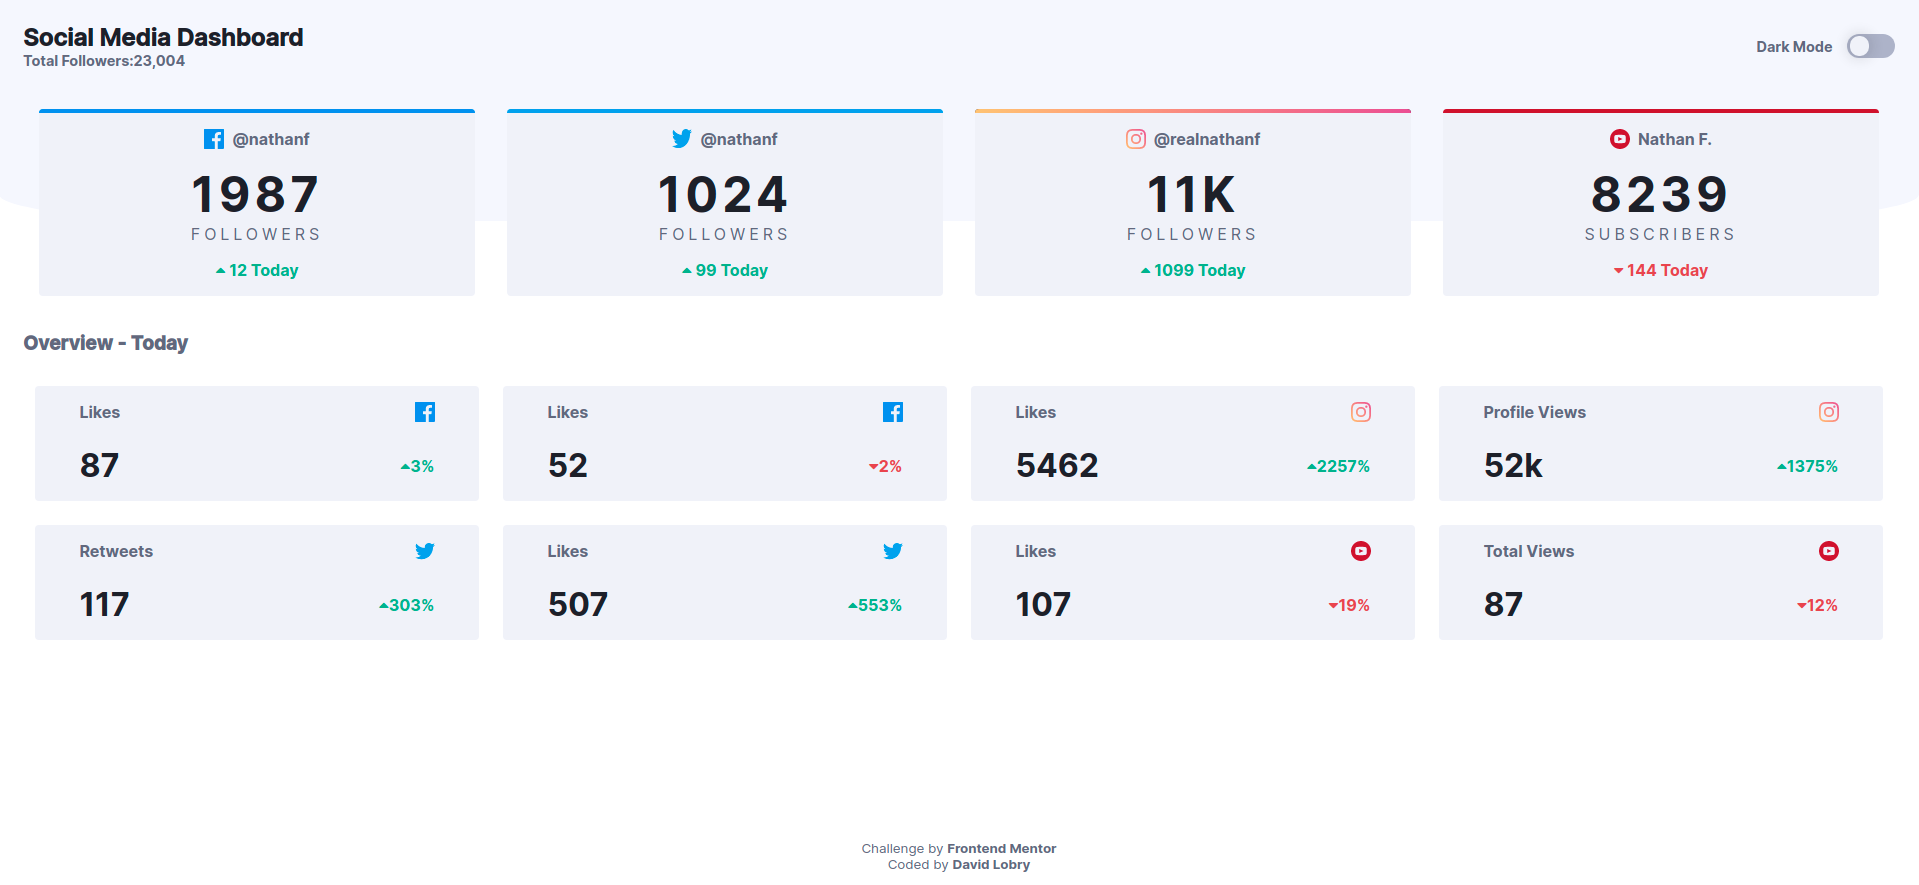 Social Media Dashboard
Total Followers:23,004
Dark Mode
@nathanf
1987
FOLLOWERS
12 Today
@nathanf
1024
FOLLOWERS
99 Today
@realnathanf
11K
FOLLOWERS
1099 Today
Nathan F.
8239
SUBSCRIBERS
144 Today
Overview - Today
Likes
87
3%
Likes
52
2%
Likes
5462
2257%
Profile Views
52k
1375%
Retweets
117
303%
Likes
507
553%
Likes
107
19%
Total Views
87
12%
Challenge by Frontend Mentor
Coded by David Lobry